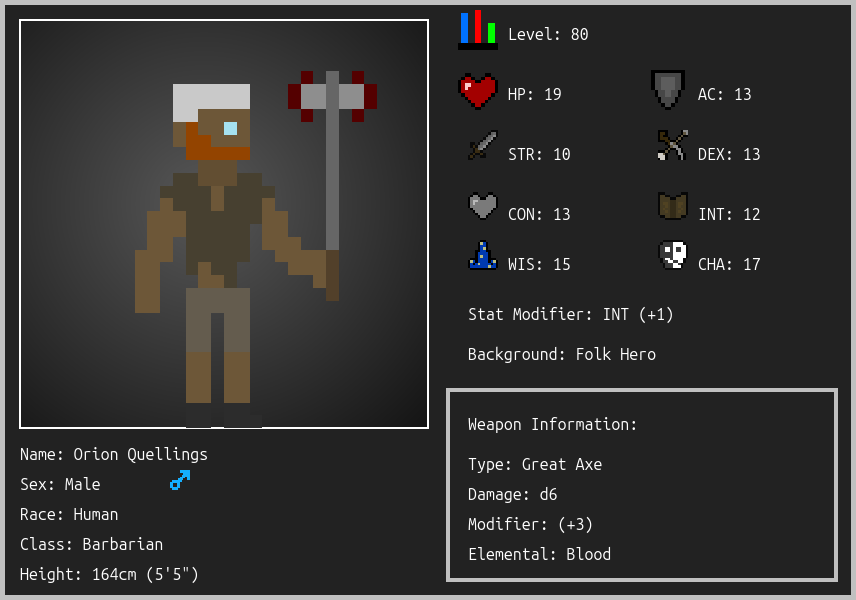 Level: 80
HP: 19
AC: 13
STR: 10
DEX: 13
CON: 13
INT: 12
WIS: 15
CHA: 17
Stat Modifier: INT (+1)
Background: Folk Hero
Weapon Information:
Type: Great Axe
Damage: d6
Modifier: (+3)
Elemental: Blood
Name: Orion Quellings
Sex: Male
Race: Human
Class: Barbarian
Height: 164cm (5'5")